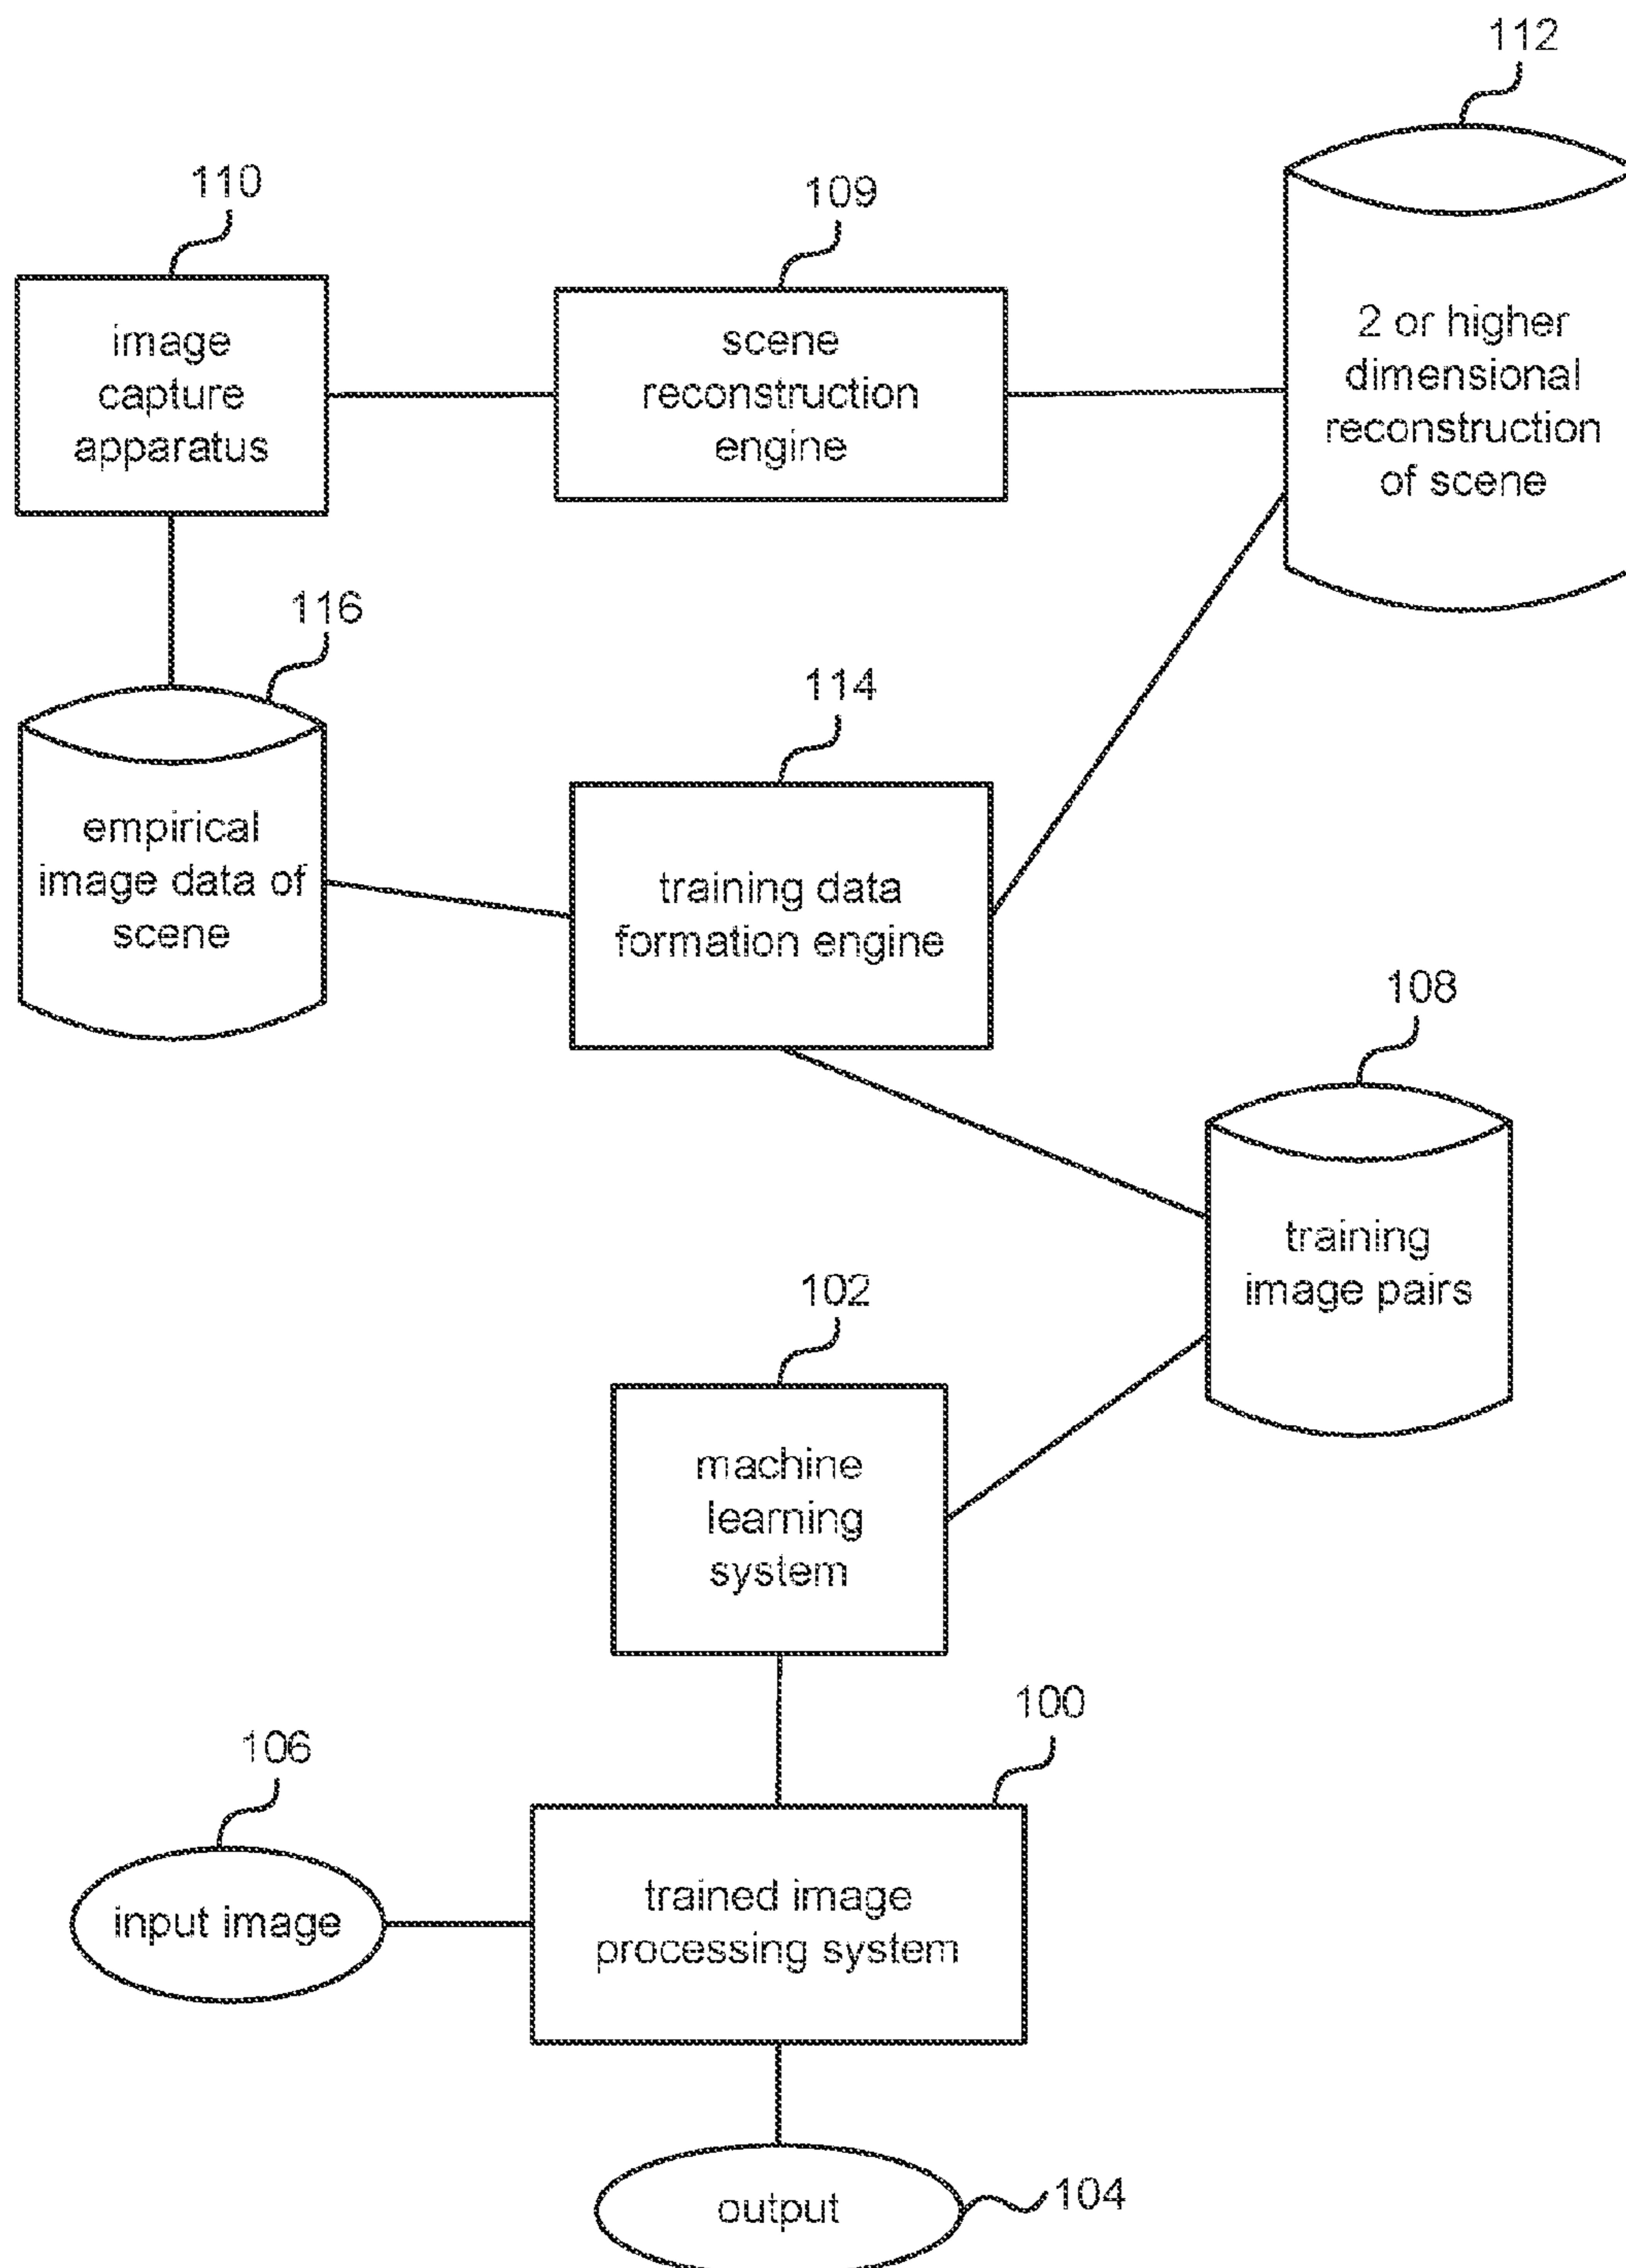 112
110
109
image
capture
apparatus
scene
reconstruction
engine
2 or higher
dimensional
reconstruction
of scene
116
114
empirical
image data of
scene
training data
formation engine
108
training
image pairs
102
machine
learning
system
100
106
input image
trained image
processing system
output
104